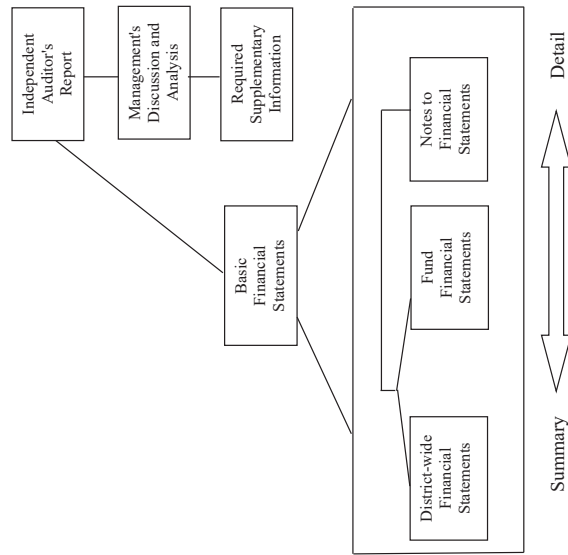 Independent
Auditor's
Report
Management's
Discussion and
Analysis
Required
Supplementary
Information
Basic
Financial
Statements
District-wide
Financial
Statements
Fund
Financial
Statements
Notes to
Financial
Statements
Summary
Detail